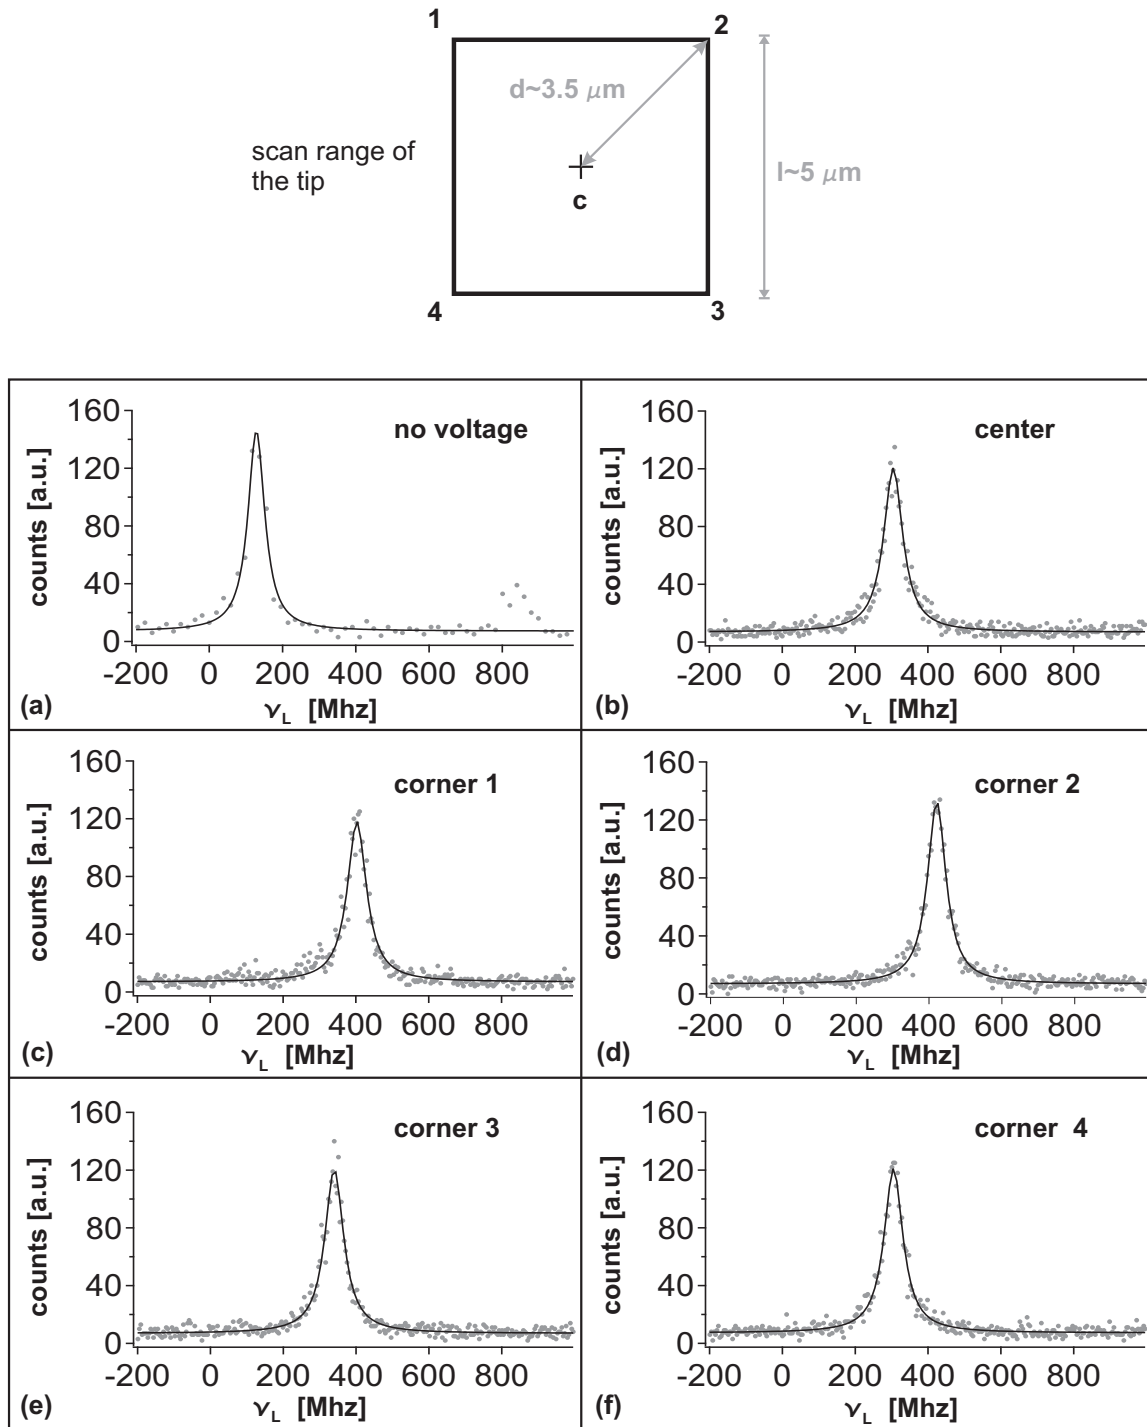 1
2
d~3.5 μm
scan range of
the tip
l~5 μm
c
4
3
160
no voltage
120
80
40
0
counts [a.u.]
-200 0 200 400 600 800
(a)
ν_L [Mhz]
160
center
120
80
40
0
counts [a.u.]
-200 0 200 400 600 800
(b)
ν_L [Mhz]
160
corner 1
120
80
40
0
counts [a.u.]
-200 0 200 400 600 800
(c)
ν_L [Mhz]
160
corner 2
120
80
40
0
counts [a.u.]
-200 0 200 400 600 800
(d)
ν_L [Mhz]
160
corner 3
120
80
40
0
counts [a.u.]
-200 0 200 400 600 800
(e)
ν_L [Mhz]
160
corner 4
120
80
40
0
counts [a.u.]
-200 0 200 400 600 800
(f)
ν_L [Mhz]